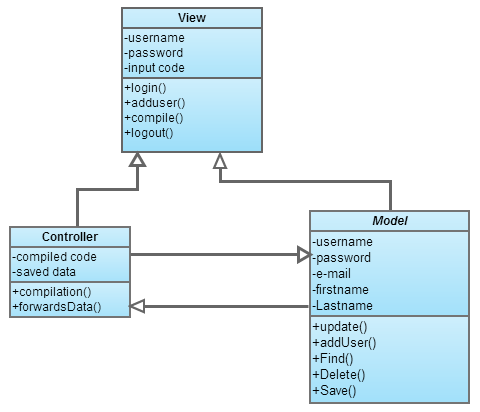 View
-username
-password
-input code
+login()
+adduser()
+compile()
+logout()
Controller
-compiled code
-saved data
+compilation()
+forwardsData()
Model
-username
-password
-e-mail
-firstname
-Lastname
+update()
+addUser()
+Find()
+Delete()
+Save()